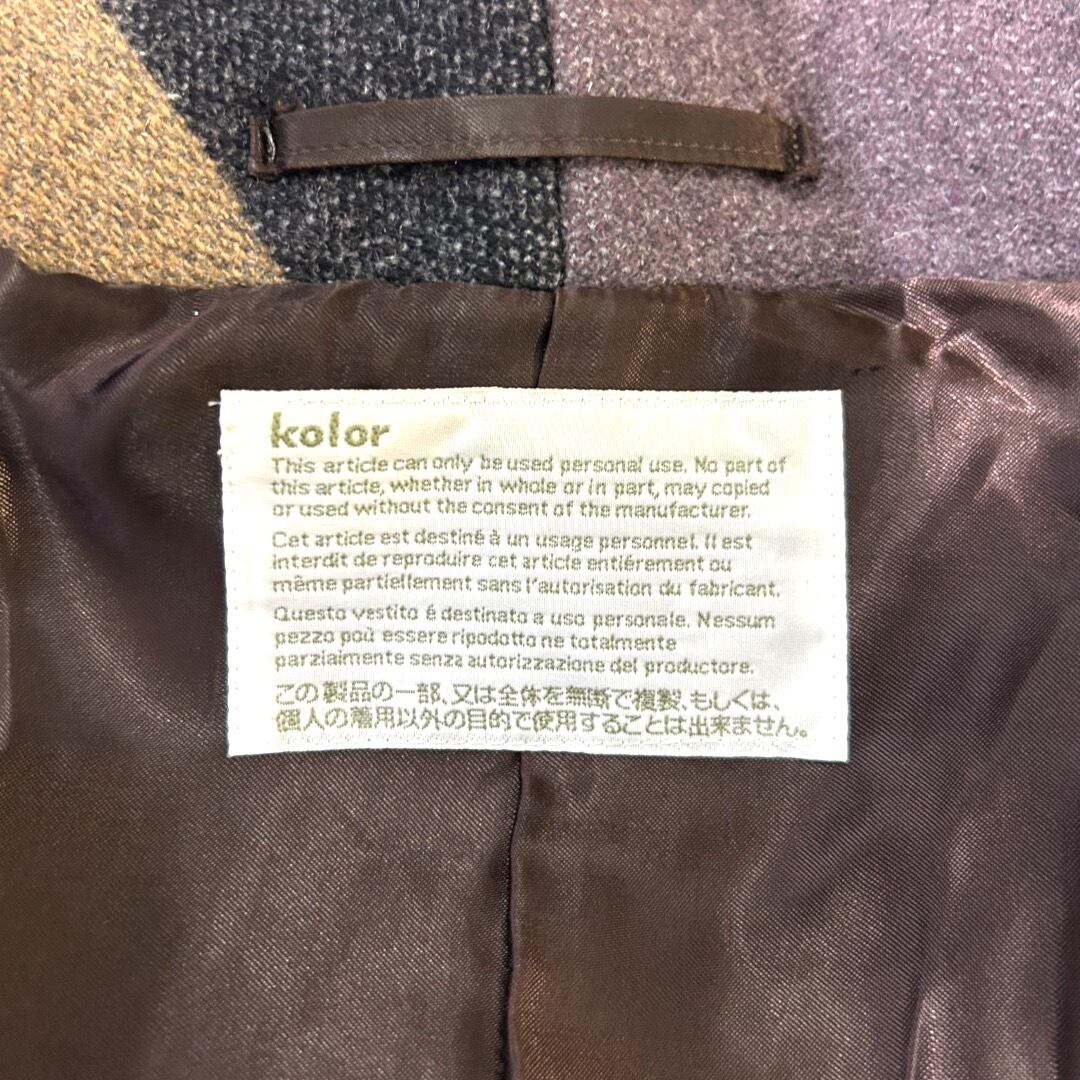 kolor
This article can only be used personal use. No part of
this article, whether in whole or in part, may copied
or used without the consent of the manufacturer.
Cet article est destiné à un usage personnel. Il est
interdit de reproduire cet article entiérement ou
même partiellement sans l'autorisation du fabricant.
Questo vestito é destinato a uso personale. Nessum
pezzo poù essere ripodotto ne totalmente
parzialmente senza autorizzazione del productore.
この製品の一部、又は全体を無断で複製、もしくは、
個人の着用以外の目的で使用することは出来ません。